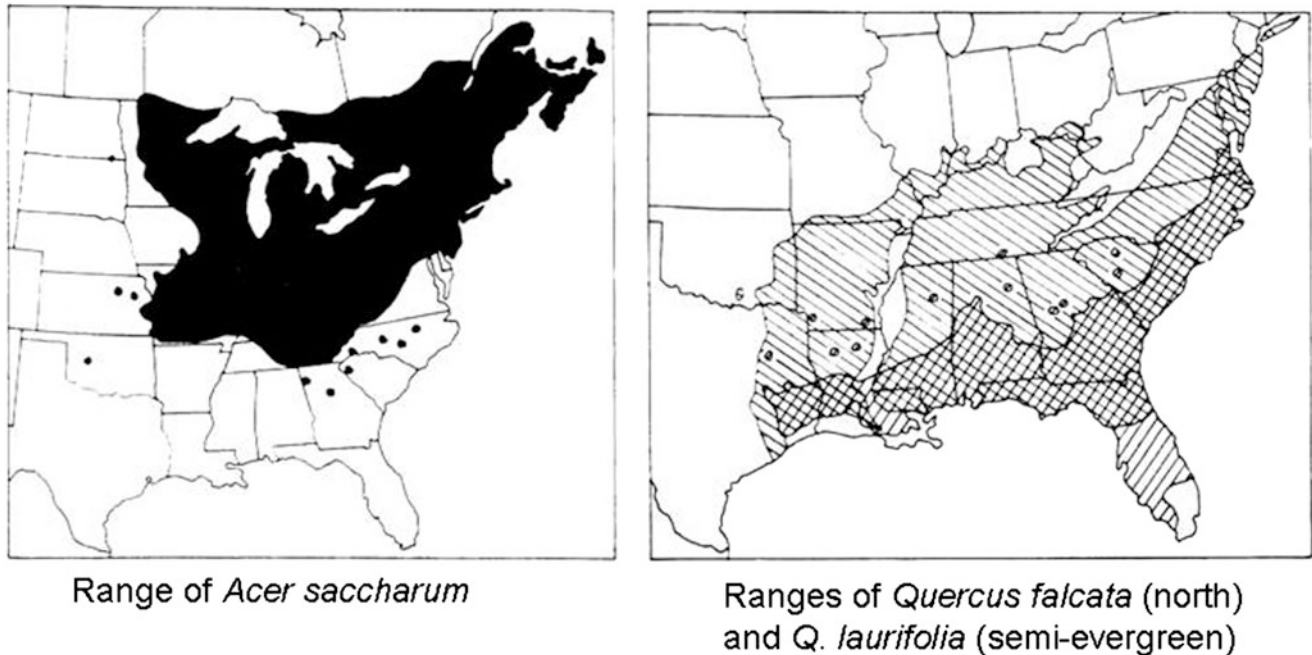 Range of Acer saccharum
Ranges of Quercus falcata (north)
and Q. laurifolia (semi-evergreen)